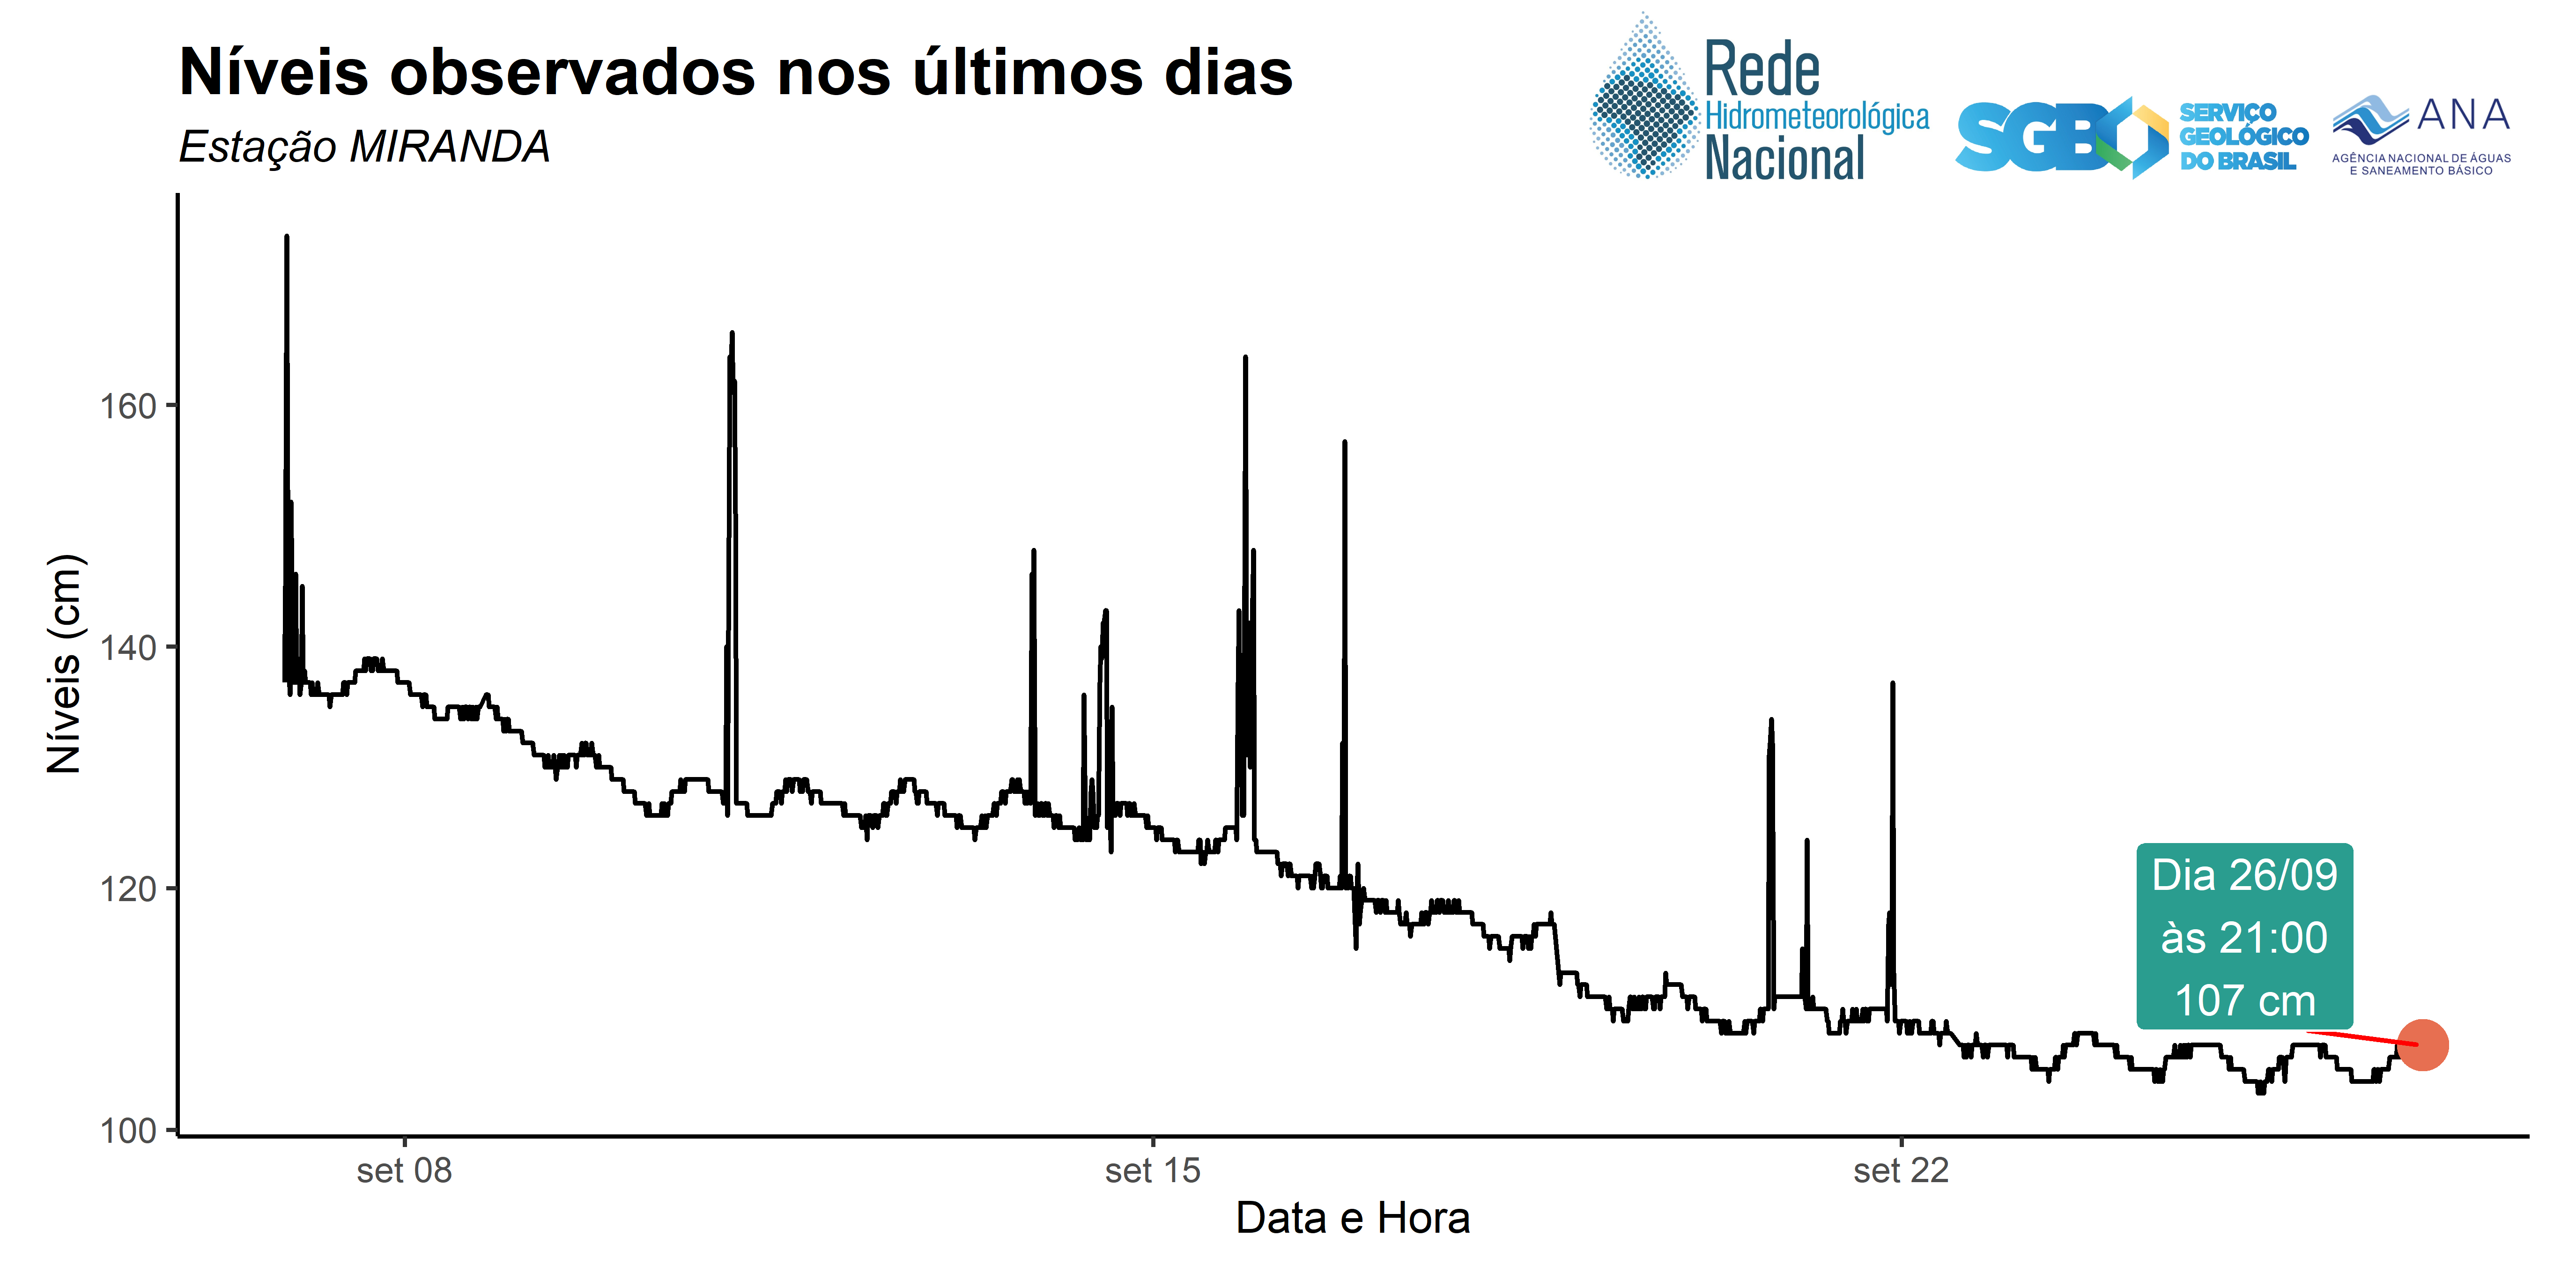 Níveis observados nos últimos dias
Estação MIRANDA
Rede
Hidrometeorológica
Nacional
SGB
SERVIÇO
GEOLÓGICO
DO BRASIL
ANA
AGÊNCIA NACIONAL DE ÁGUAS
E SANEAMENTO BÁSICO
Níveis (cm)
160
140
120
100
Dia 26/09
às 21:00
107 cm
set 08
set 15
set 22
Data e Hora